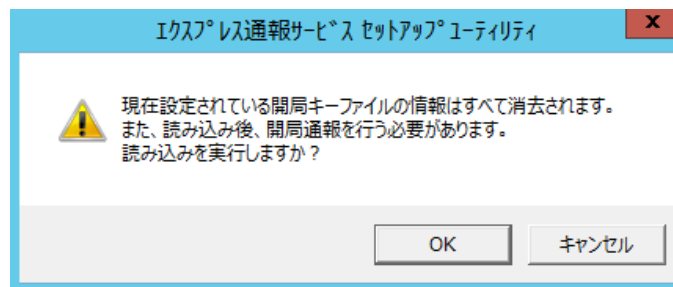 エクスプレス通報サービス セットアップユーティリティ
x
現在設定されている開局キーファイルの情報はすべて消去されます。
また、読み込み後、開局通報を行う必要があります。
読み込みを実行しますか？
OK
キャンセル